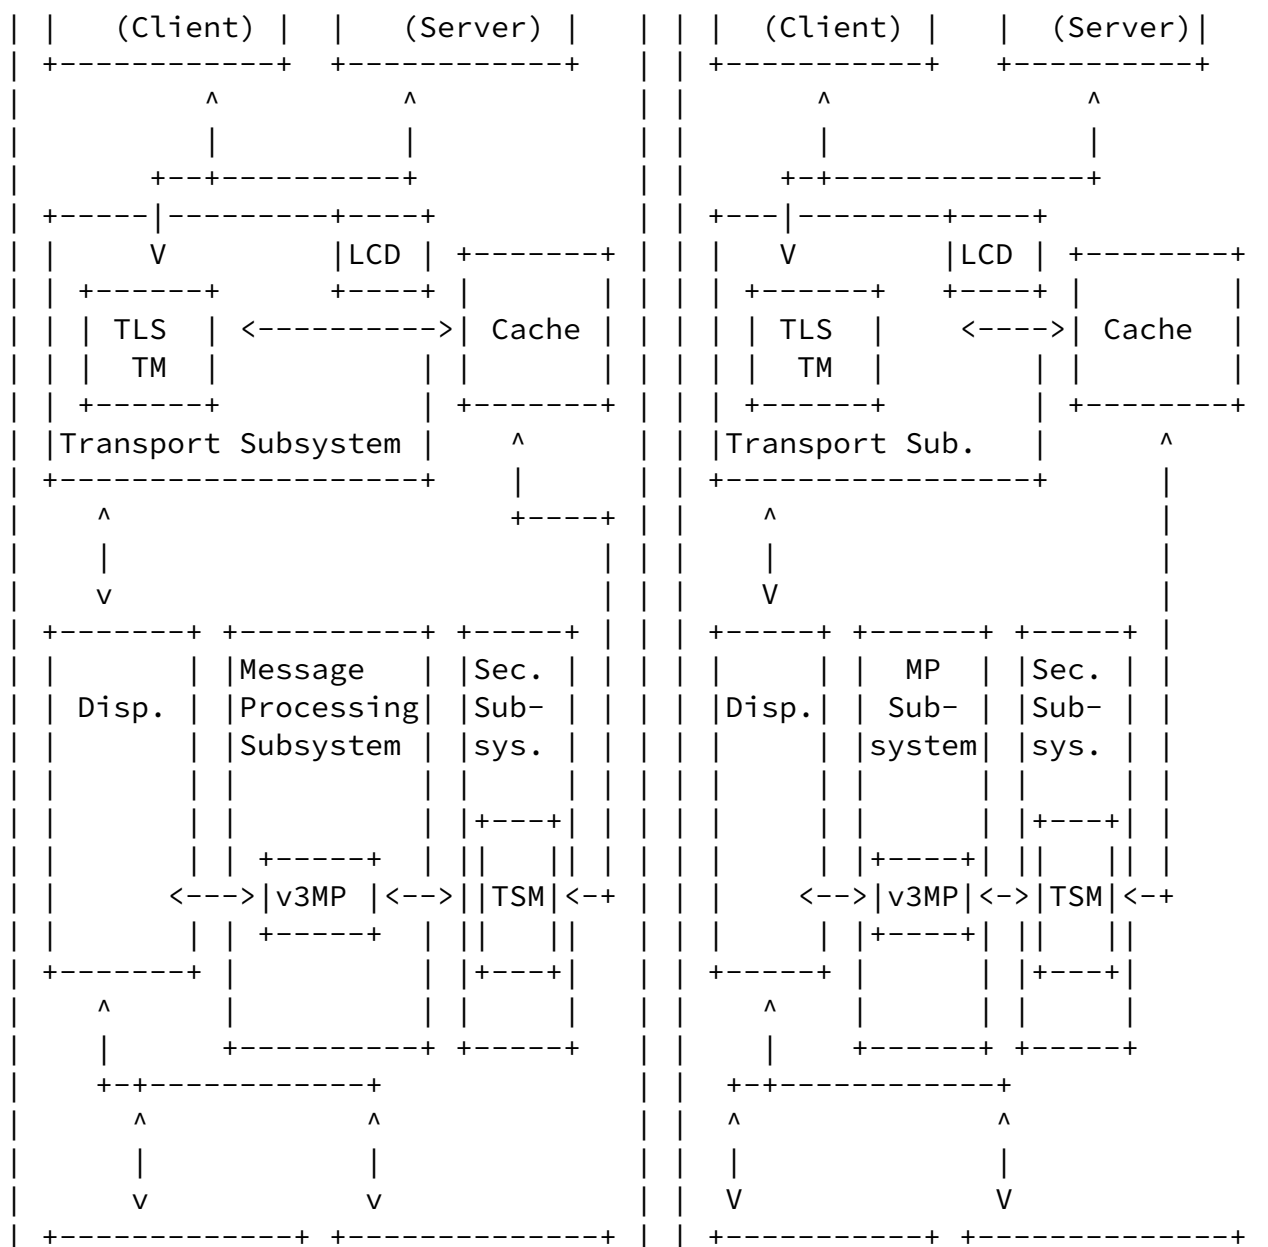 (Client) (Server) (Client) (Server)
LCD LCD
TLS Cache TLS Cache
TM TM
Transport Subsystem Transport Sub.
Message Sec. MP Sec.
Disp. Processing Sub- Disp. Sub- Sub-
Subsystem sys. system sys.
v3MP TSM v3MP TSM